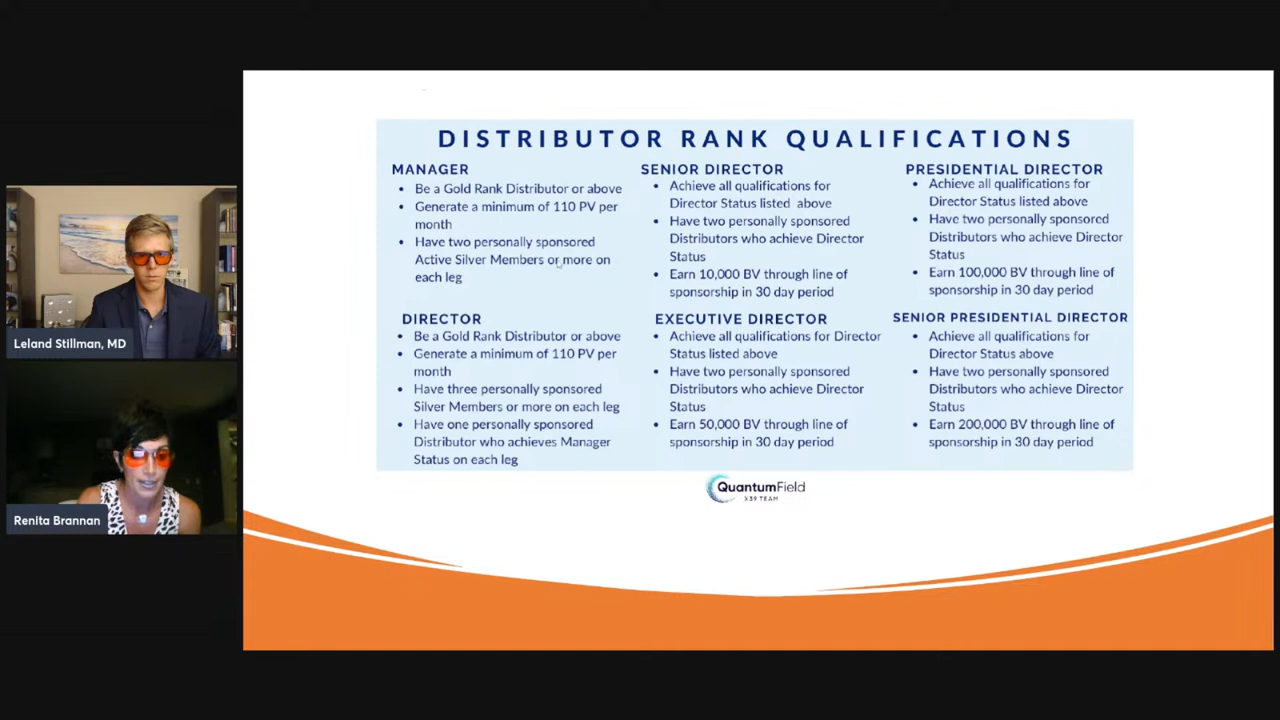 DISTRIBUTOR RANK QUALIFICATIONS
MANAGER
• Be a Gold Rank Distributor or above
• Generate a minimum of 110 PV per
month
• Have two personally sponsored
Active Silver Members or more on
each leg
DIRECTOR
• Be a Gold Rank Distributor or above
• Generate a minimum of 110 PV per
month
• Have three personally sponsored
Silver Members or more on each leg
• Have one personally sponsored
Distributor who achieves Manager
Status on each leg
SENIOR DIRECTOR
• Achieve all qualifications for
Director Status listed above
• Have two personally sponsored
Distributors who achieve Director
Status
• Earn 10,000 BV through line of
sponsorship in 30 day period
EXECUTIVE DIRECTOR
• Achieve all qualifications for Director
Status listed above
• Have two personally sponsored
Distributors who achieve Director
Status
• Earn 50,000 BV through line of
sponsorship in 30 day period
PRESIDENTIAL DIRECTOR
• Achieve all qualifications for
Director Status listed above
• Have two personally sponsored
Distributors who achieve Director
Status
• Earn 100,000 BV through line of
sponsorship in 30 day period
SENIOR PRESIDENTIAL DIRECTOR
• Achieve all qualifications for
Director Status above
• Have two personally sponsored
Distributors who achieve Director
Status
• Earn 200,000 BV through line of
sponsorship in 30 day period
QuantumField
X39 TEAM
Leland Stillman, MD
Renita Brannan